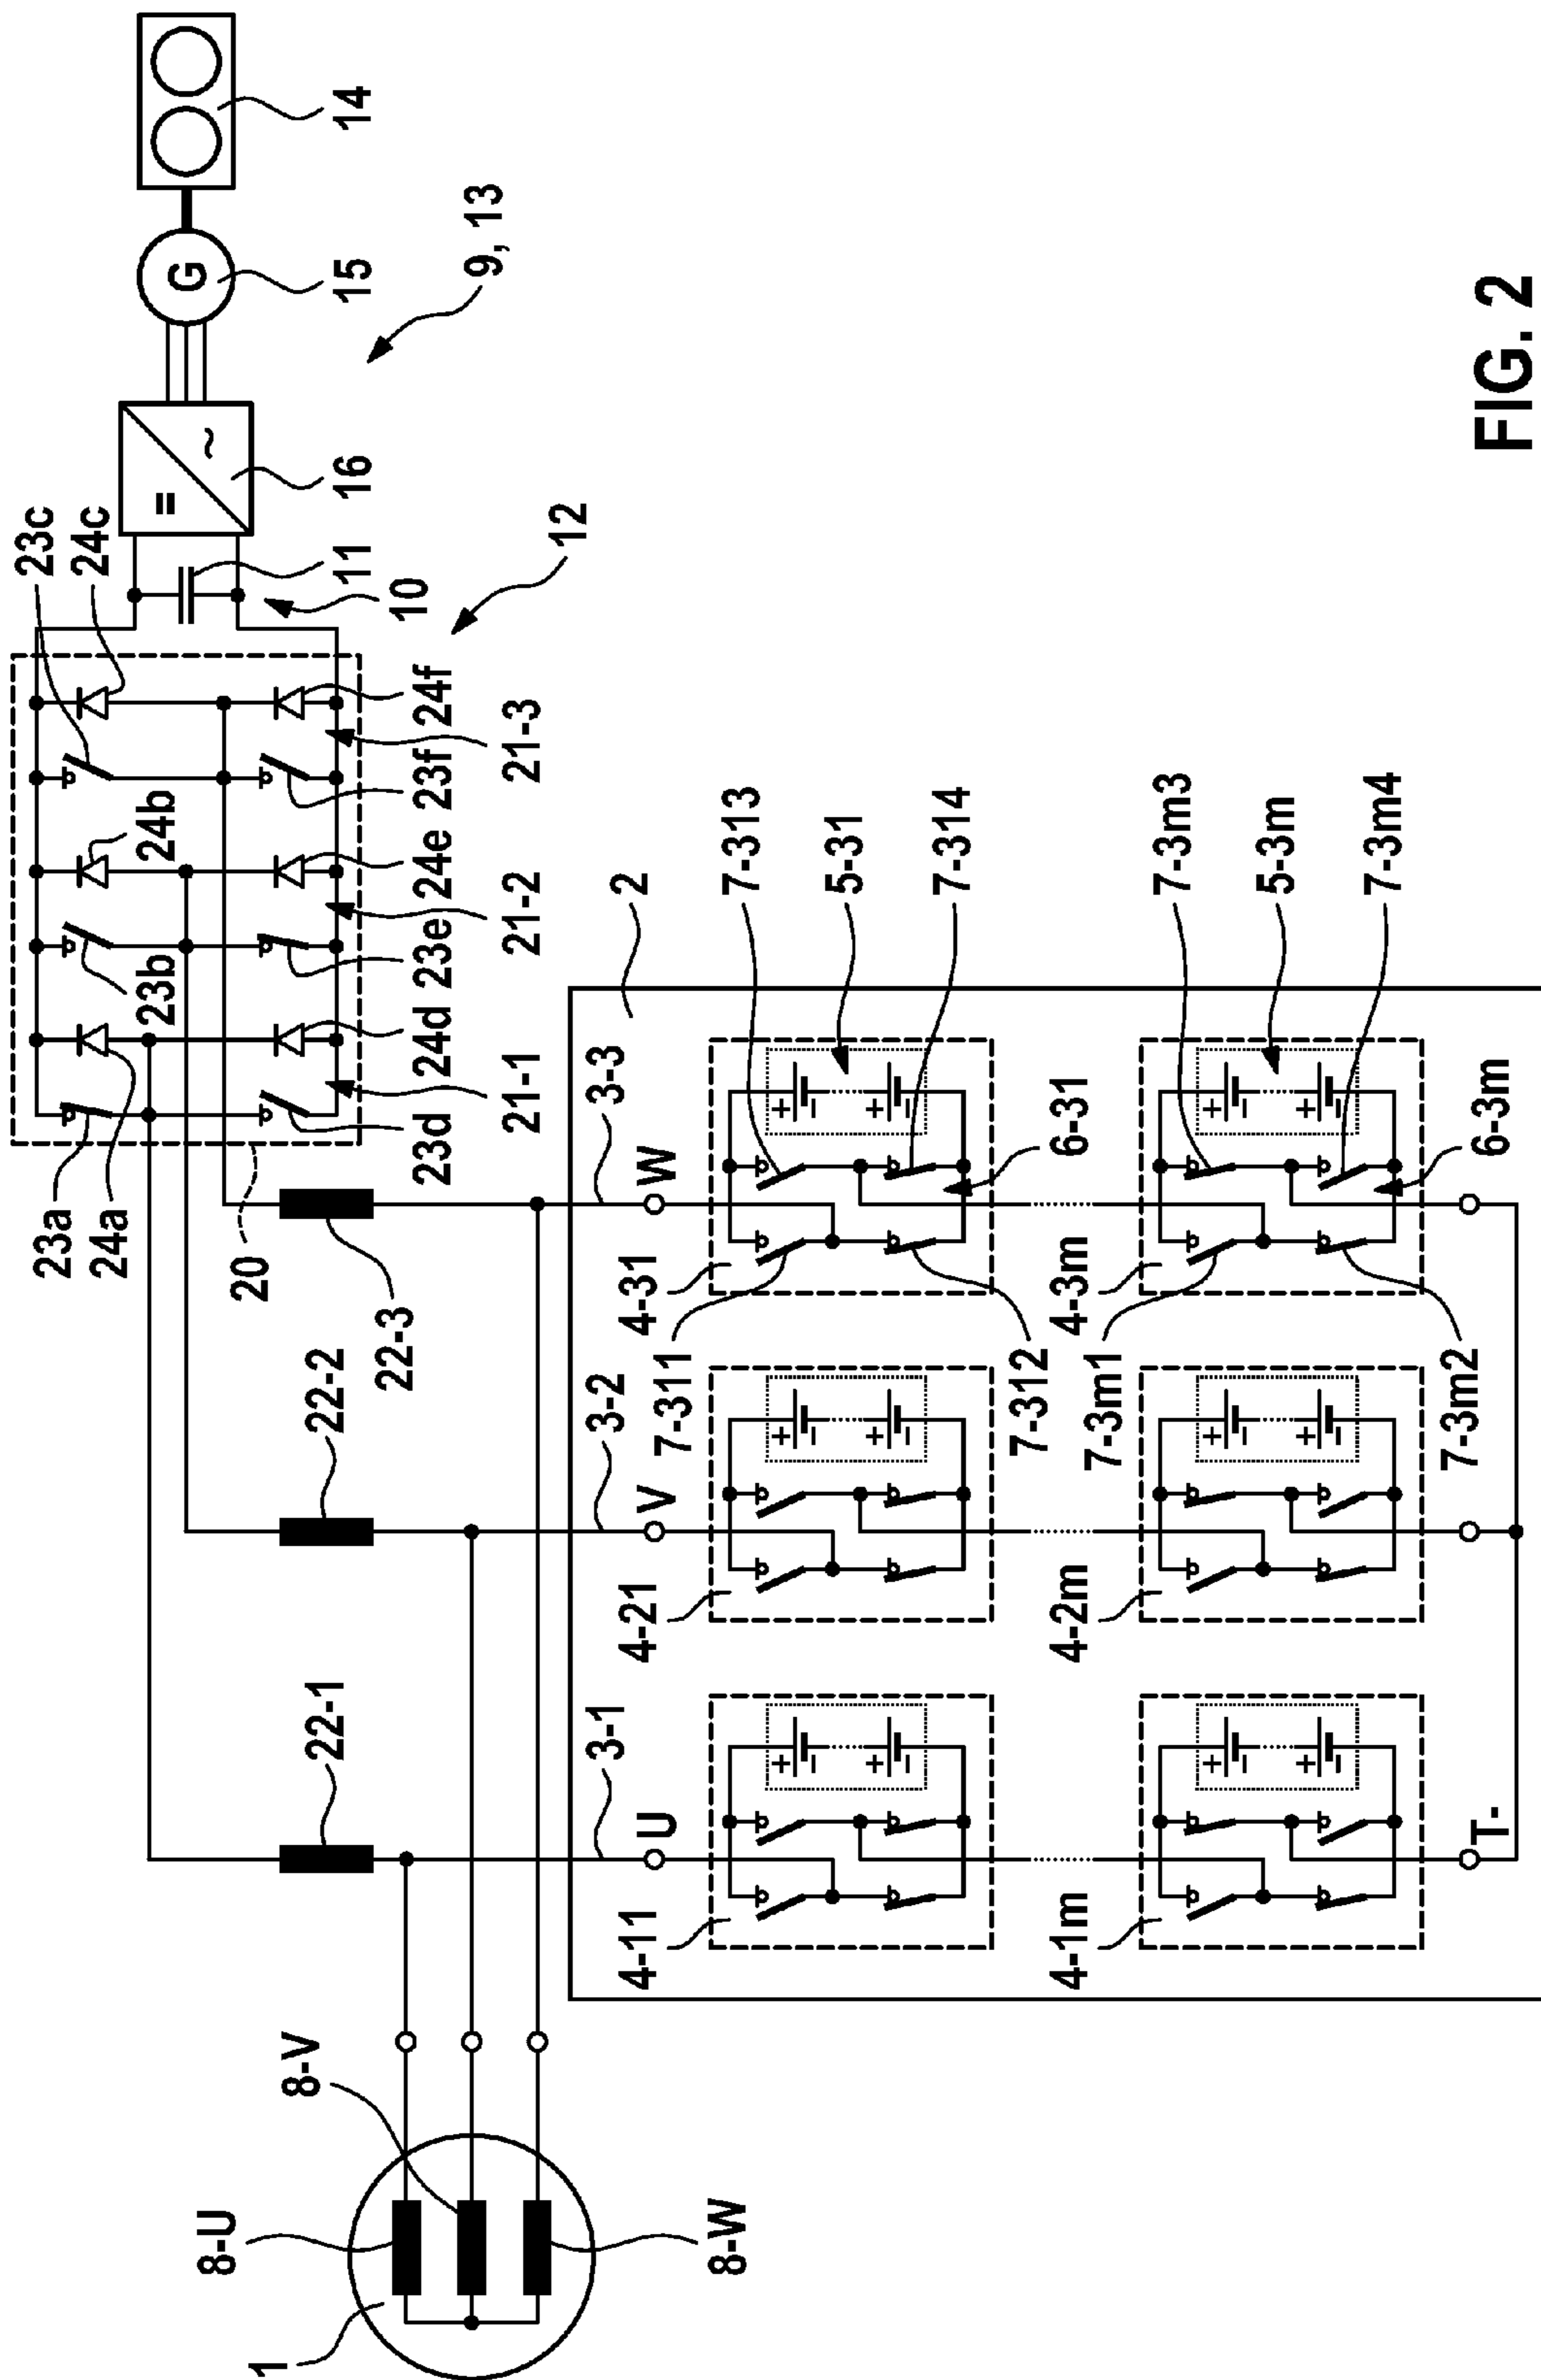 1
8-U
8-V
8-W
22-1
22-2
22-3
20
23a
24a
23b
24b
23c
24c
23d
24d
23e
24e
23f
24f
21-1
21-2
21-3
10
11
12
=
~
16
G
15
14
9, 13
3-1
3-2
3-3
2
U
V
W
4-11
4-21
4-31
7-311
7-312
7-313
5-31
7-314
6-31
+
−
+
−
+
−
+
−
+
−
+
−
4-1m
4-2m
4-3m
7-3m1
7-3m2
7-3m3
5-3m
7-3m4
6-3m
+
−
+
−
+
−
+
−
+
−
+
−
T-
FIG. 2